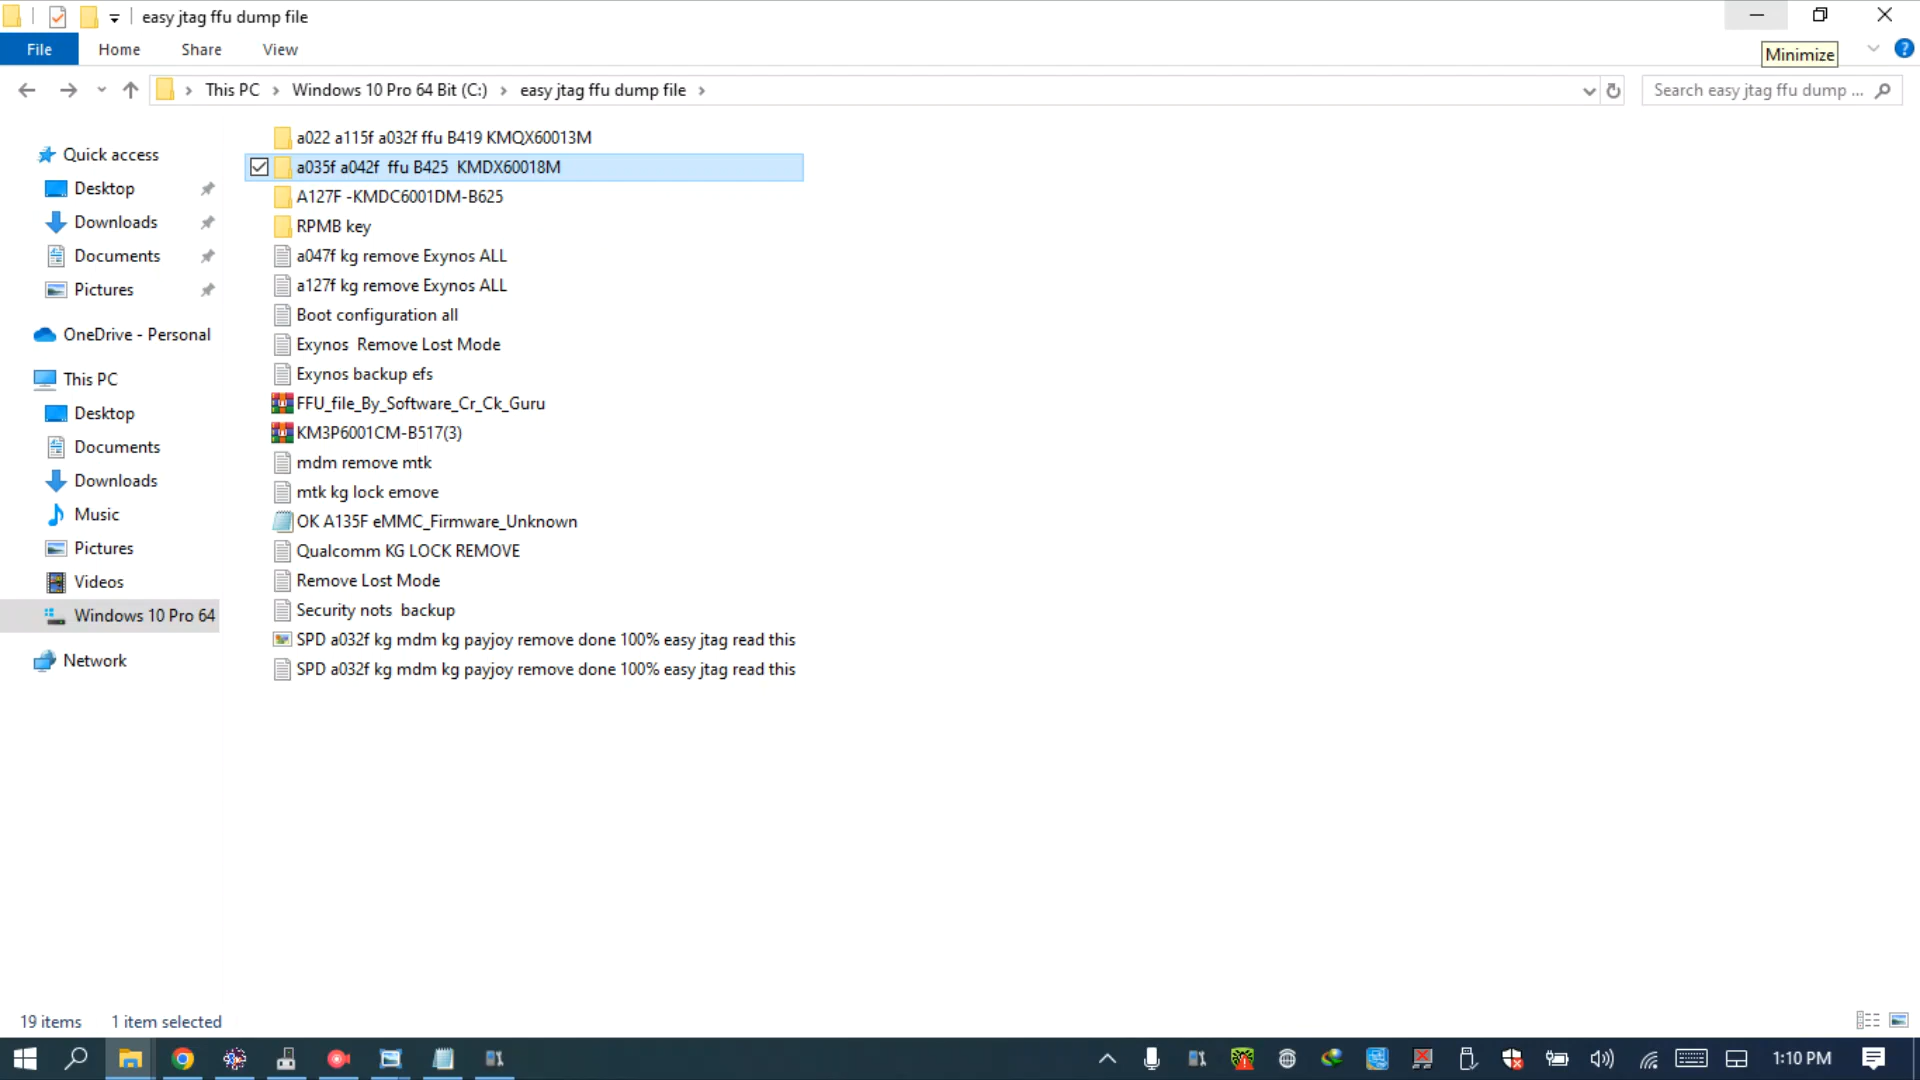 easy jtag ffu dump file
File Home Share View
Minimize
This PC Windows 10 Pro 64 Bit (C:) easy jtag ffu dump file
Search easy jtag ffu dump ...
Quick access
Desktop
Downloads
Documents
Pictures
OneDrive - Personal
This PC
Desktop
Documents
Downloads
Music
Pictures
Videos
Windows 10 Pro 64
Network
a022 a115f a032f ffu B419 KMQX60013M
a035f a042f  ffu B425  KMDX60018M
A127F -KMDC6001DM-B625
RPMB key
a047f kg remove Exynos ALL
a127f kg remove Exynos ALL
Boot configuration all
Exynos  Remove Lost Mode
Exynos backup efs
FFU_file_By_Software_Cr_Ck_Guru
KM3P6001CM-B517(3)
mdm remove mtk
mtk kg lock emove
OK A135F eMMC_Firmware_Unknown
Qualcomm KG LOCK REMOVE
Remove Lost Mode
Security nots  backup
SPD a032f kg mdm kg payjoy remove done 100% easy jtag read this
SPD a032f kg mdm kg payjoy remove done 100% easy jtag read this
19 items 1 item selected
1:10 PM